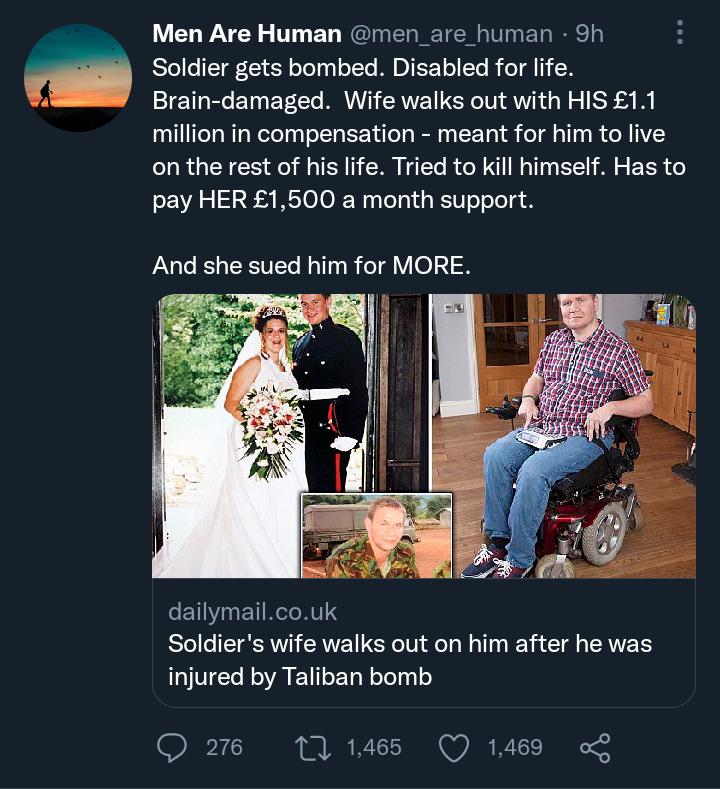 Men Are Human @men_are_human · 9h
Soldier gets bombed. Disabled for life.
Brain-damaged.  Wife walks out with HIS £1.1
million in compensation - meant for him to live
on the rest of his life. Tried to kill himself. Has to
pay HER £1,500 a month support.
And she sued him for MORE.
dailymail.co.uk
Soldier's wife walks out on him after he was
injured by Taliban bomb
276 1,465 1,469